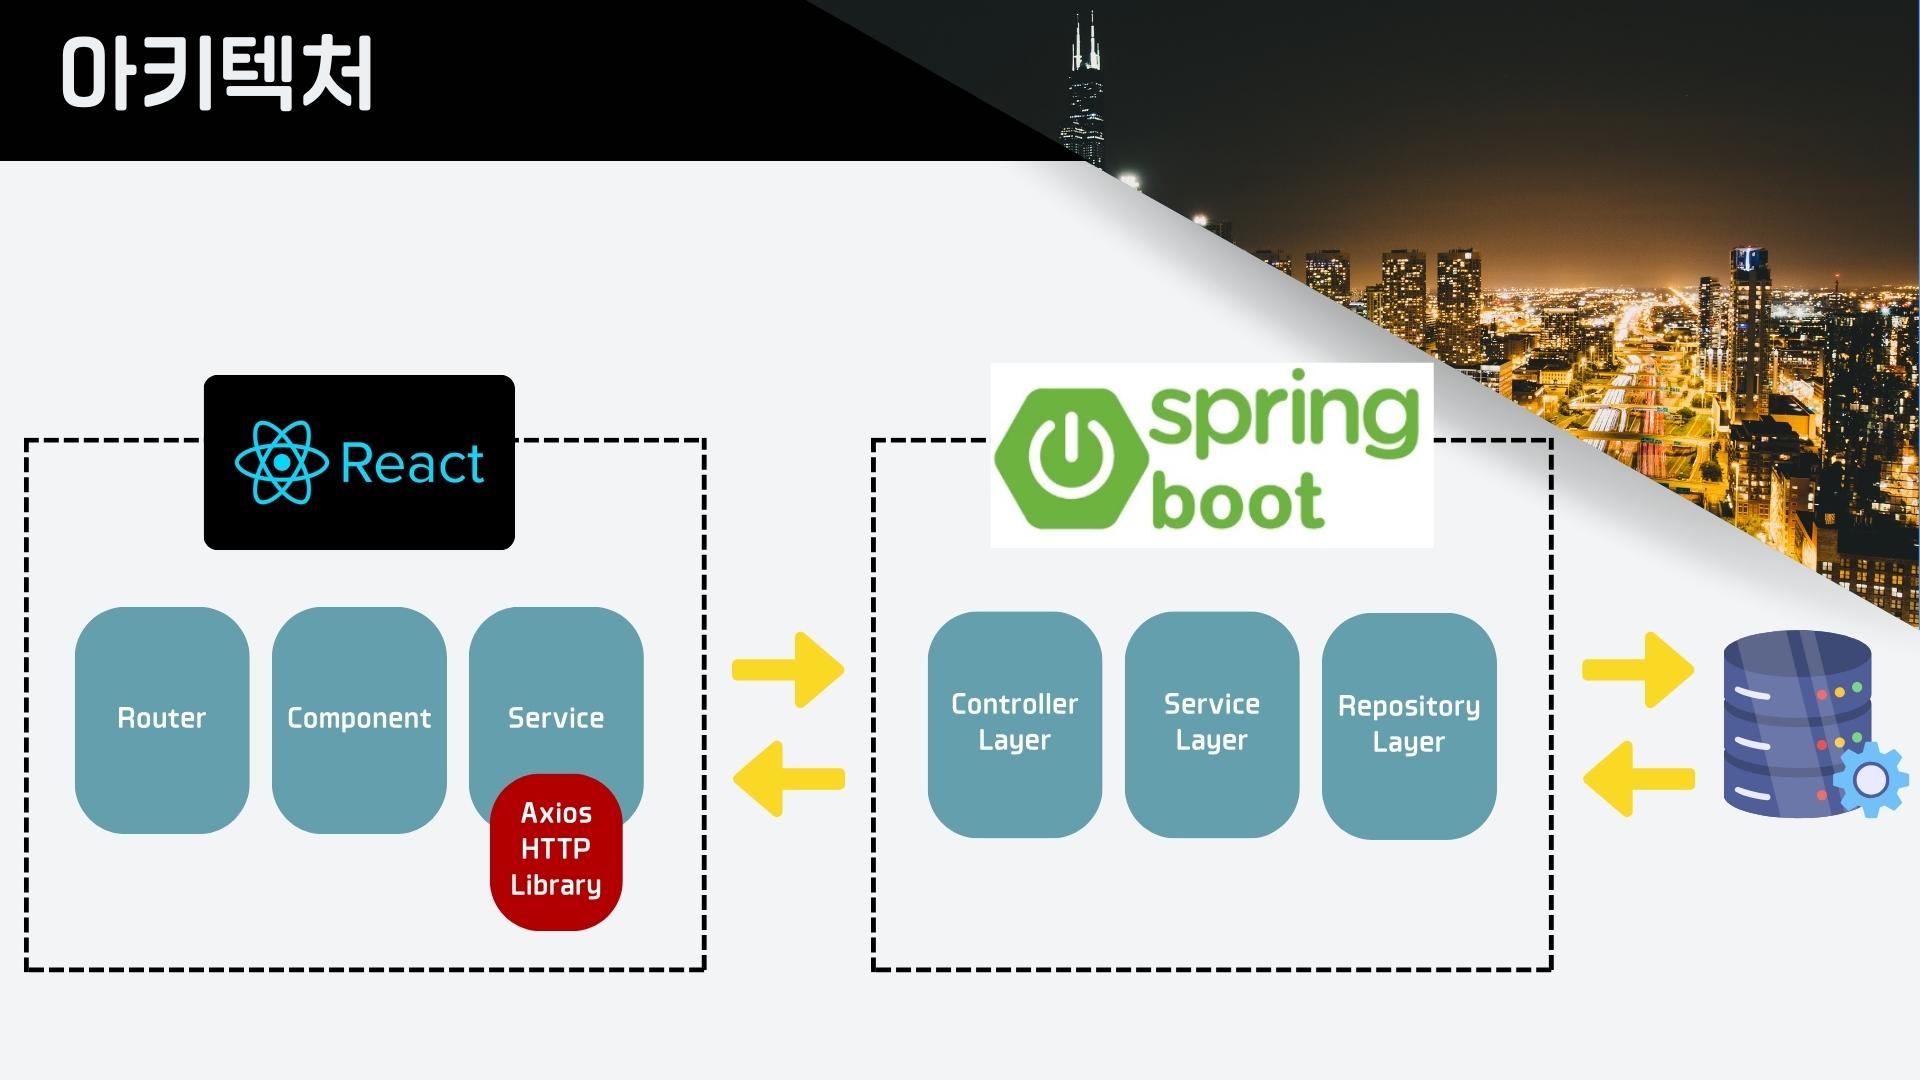 아키텍처
React
spring
boot
Router
Component
Service
Axios
HTTP
Library
Controller
Layer
Service
Layer
Repository
Layer